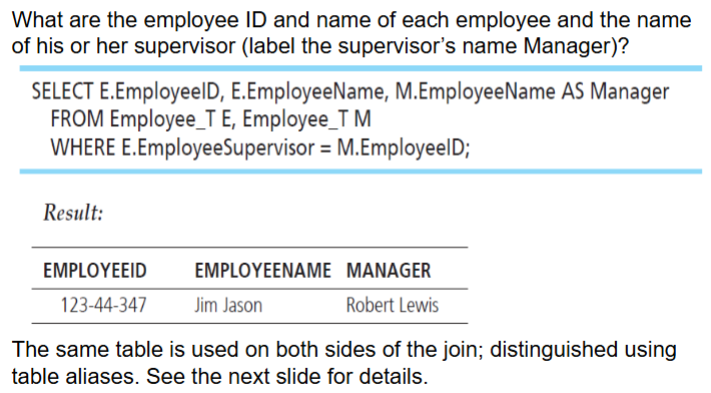 What are the employee ID and name of each employee and the name
of his or her supervisor (label the supervisor's name Manager)?
SELECT E.EmployeeID, E.EmployeeName, M.EmployeeName AS Manager
FROM Employee_T E, Employee_T M
WHERE E.EmployeeSupervisor = M.EmployeeID;
Result:
EMPLOYEEID EMPLOYEENAME MANAGER
123-44-347 Jim Jason Robert Lewis
The same table is used on both sides of the join; distinguished using
table aliases. See the next slide for details.